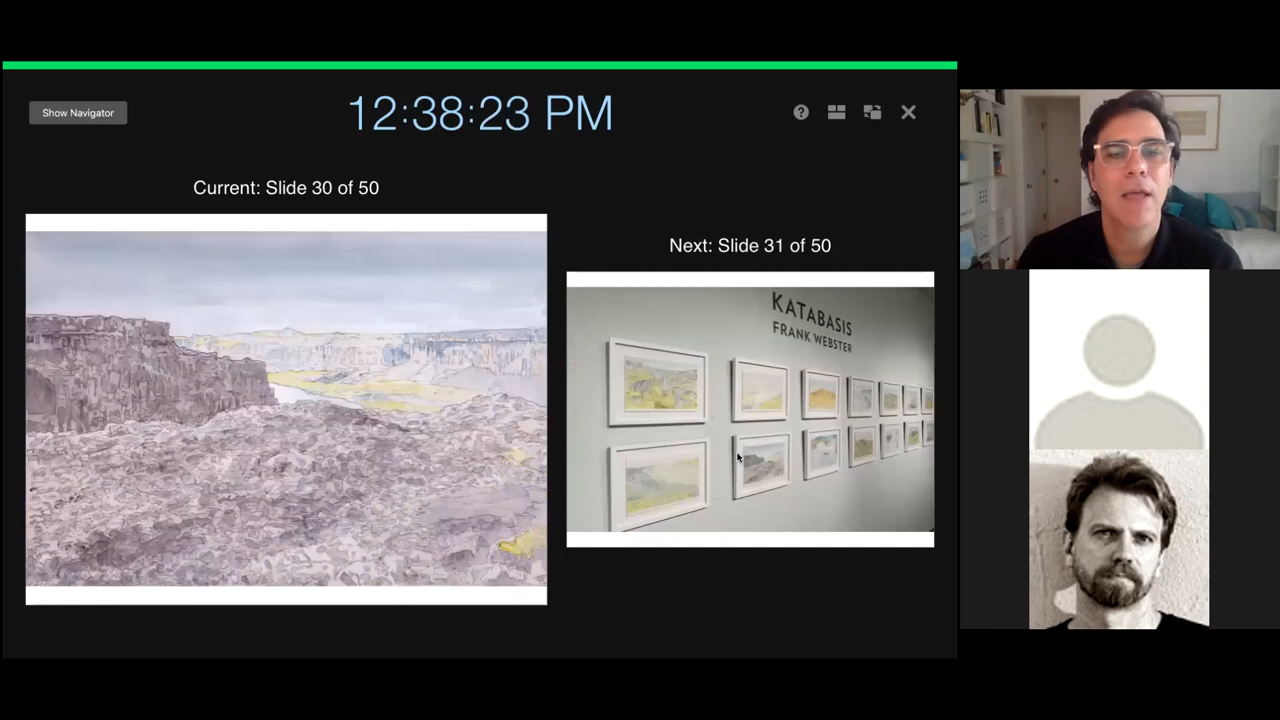 Show Navigator
12:38:23 PM
Current: Slide 30 of 50
Next: Slide 31 of 50
KATABASIS
FRANK WEBSTER